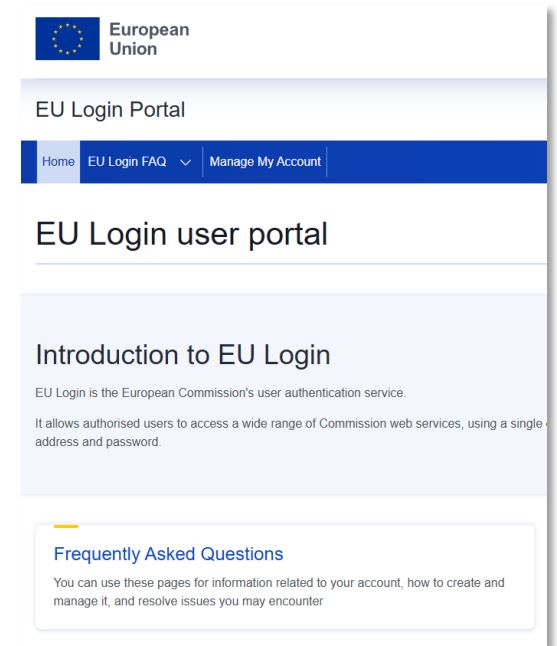 European
Union
EU Login Portal
Home EU Login FAQ Manage My Account
EU Login user portal
Introduction to EU Login
EU Login is the European Commission's user authentication service.
It allows authorised users to access a wide range of Commission web services, using a single
address and password.
Frequently Asked Questions
You can use these pages for information related to your account, how to create and
manage it, and resolve issues you may encounter